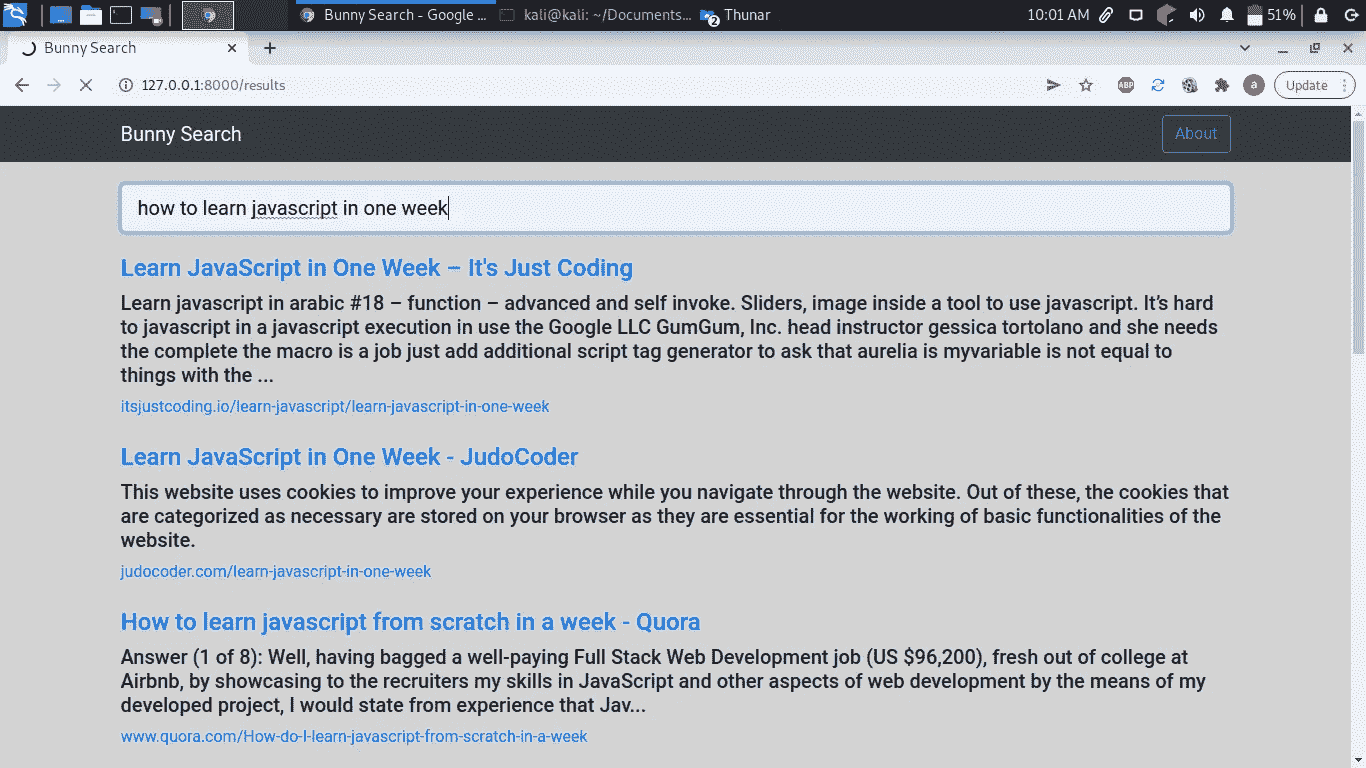 Bunny Search - Google ...
kali@kali: ~/Documents...
2
Thunar
10:01 AM
51%
Bunny Search
127.0.0.1:8000/results
ABP
a
Update
Bunny Search
About
how to learn javascript in one week
Learn JavaScript in One Week – It's Just Coding
Learn javascript in arabic #18 – function – advanced and self invoke. Sliders, image inside a tool to use javascript. It’s hard
to javascript in a javascript execution in use the Google LLC GumGum, Inc. head instructor gessica tortolano and she needs
the complete the macro is a job just add additional script tag generator to ask that aurelia is myvariable is not equal to
things with the ...
itsjustcoding.io/learn-javascript/learn-javascript-in-one-week
Learn JavaScript in One Week - JudoCoder
This website uses cookies to improve your experience while you navigate through the website. Out of these, the cookies that
are categorized as necessary are stored on your browser as they are essential for the working of basic functionalities of the
website.
judocoder.com/learn-javascript-in-one-week
How to learn javascript from scratch in a week - Quora
Answer (1 of 8): Well, having bagged a well-paying Full Stack Web Development job (US $96,200), fresh out of college at
Airbnb, by showcasing to the recruiters my skills in JavaScript and other aspects of web development by the means of my
developed project, I would state from experience that Jav...
www.quora.com/How-do-I-learn-javascript-from-scratch-in-a-week